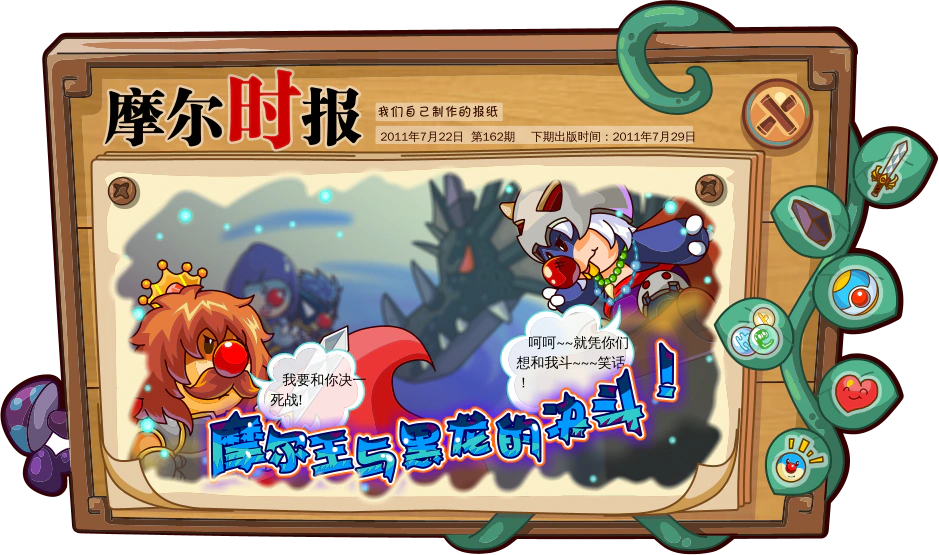 摩尔时报
我们自己制作的报纸
2011年7月22日 第162期 下期出版时间：2011年7月29日
呵呵~~就凭你们
想和我斗~~~笑话
！
我要和你决一
死战!
摩尔王与黑龙的决斗！